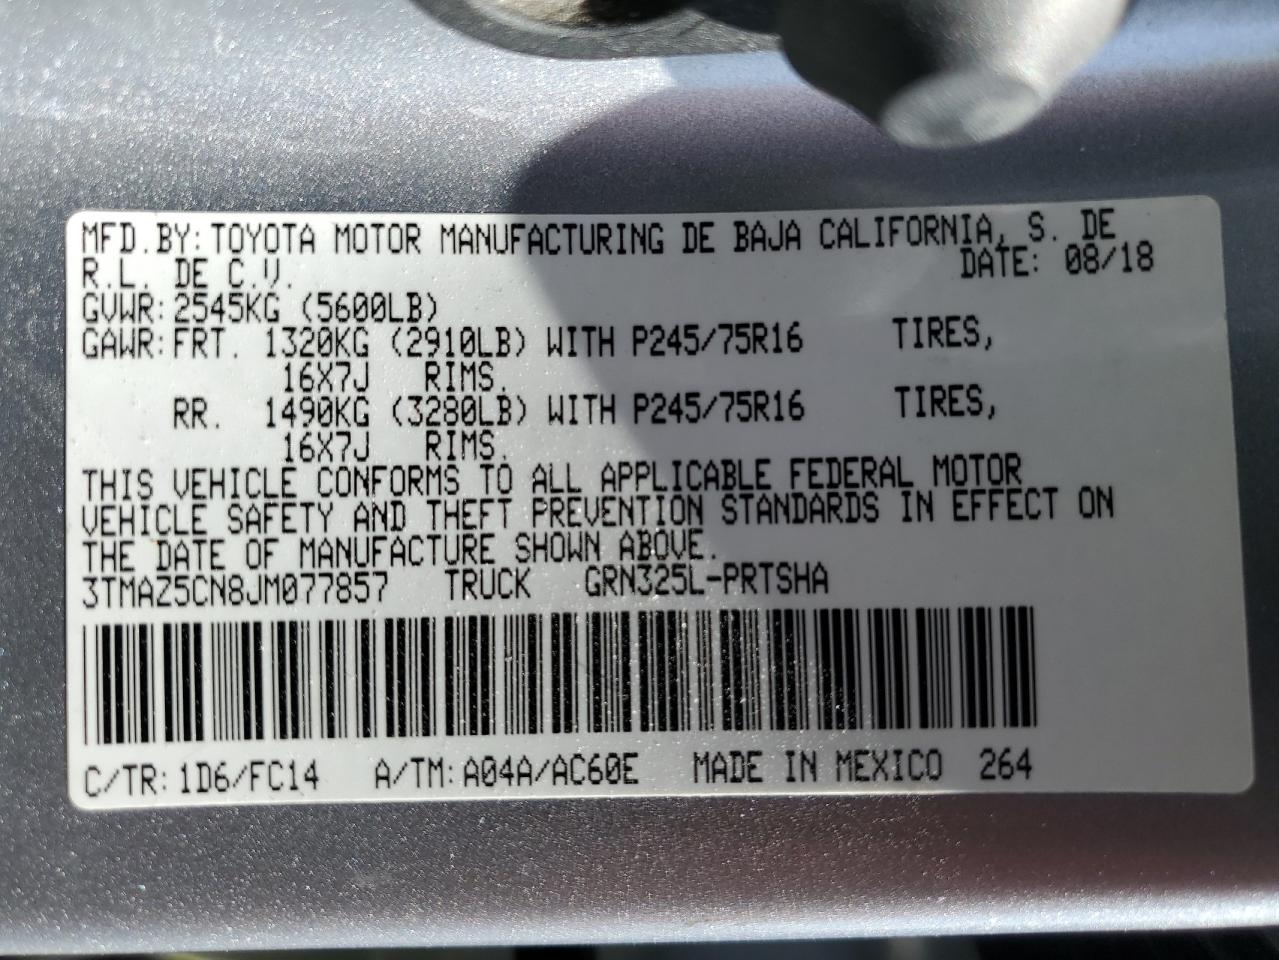 MFD.BY: TOYOTA MOTOR MANUFACTURING DE BAJA CALIFORNIA, S. DE
R.L. DE C.V. DATE: 08/18
GVWR: 2545KG (5600LB)
GAWR: FRT. 1320KG (2910LB) WITH P245/75R16 TIRES,
16X7J RIMS.
RR. 1490KG (3280LB) WITH P245/75R16 TIRES,
16X7J RIMS.
THIS VEHICLE CONFORMS TO ALL APPLICABLE FEDERAL MOTOR
VEHICLE SAFETY AND THEFT PREVENTION STANDARDS IN EFFECT ON
THE DATE OF MANUFACTURE SHOWN ABOVE.
3TMAZ5CN8JM077857 TRUCK GRN325L-PRTSHA
C/TR: 1D6/FC14 A/TM: A04A/AC60E MADE IN MEXICO 264